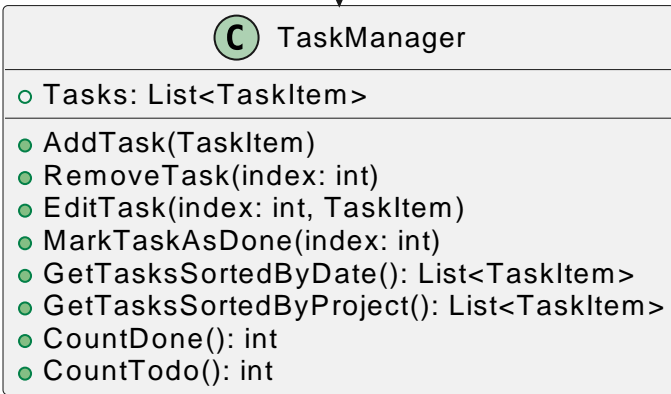 C TaskManager
Tasks: List<TaskItem>
AddTask(TaskItem)
RemoveTask(index: int)
EditTask(index: int, TaskItem)
MarkTaskAsDone(index: int)
GetTasksSortedByDate(): List<TaskItem>
GetTasksSortedByProject(): List<TaskItem>
CountDone(): int
CountTodo(): int